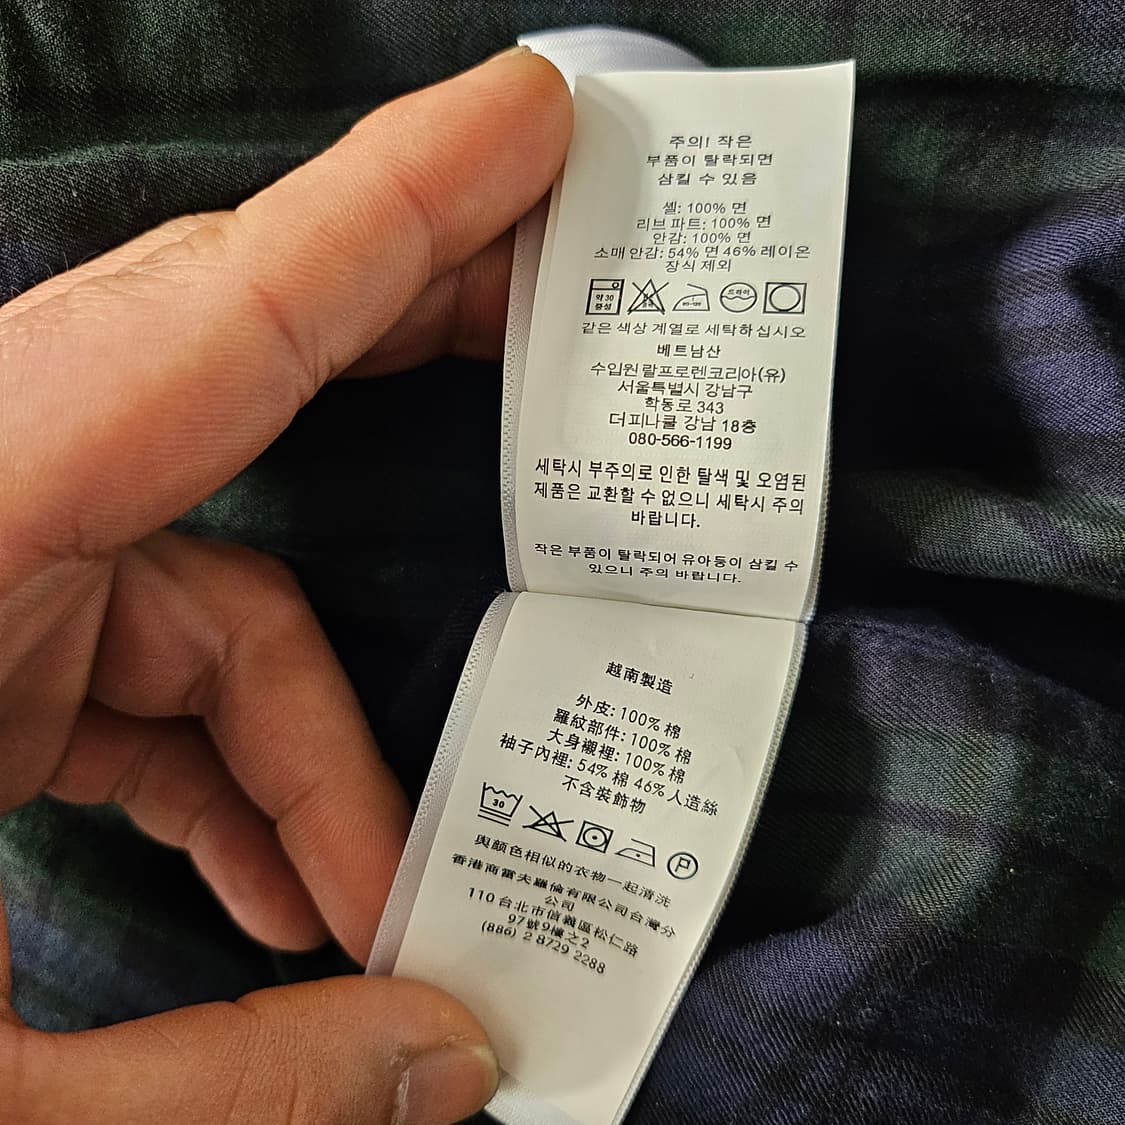 주의! 작은
부품이 탈락되면
삼킬 수 있음
셸: 100% 면
리브 파트: 100% 면
안감: 100% 면
소매 안감: 54% 면 46% 레이온
장식 제외
약 30
중성
드라이
같은 색상 계열로 세탁하십시오
베트남산
수입원 랄프로렌코리아(유)
서울특별시 강남구
학동로 343
더피나클 강남 18층
080-566-1199
세탁시 부주의로 인한 탈색 및 오염된
제품은 교환할 수 없으니 세탁시 주의
바랍니다.
작은 부품이 탈락되어 유아등이 삼킬 수
있으니 주의 바랍니다.
越南製造
外皮: 100% 棉
羅紋部件: 100% 棉
大身襯裡: 100% 棉
袖子內裡: 54% 棉 46% 人造絲
不含裝飾物
30
P
與顏色相似的衣物一起清洗
香港商雷夫羅倫有限公司台灣分
公司
110 台北市信義區松仁路
97號9樓之2
(886) 2 8729 2288